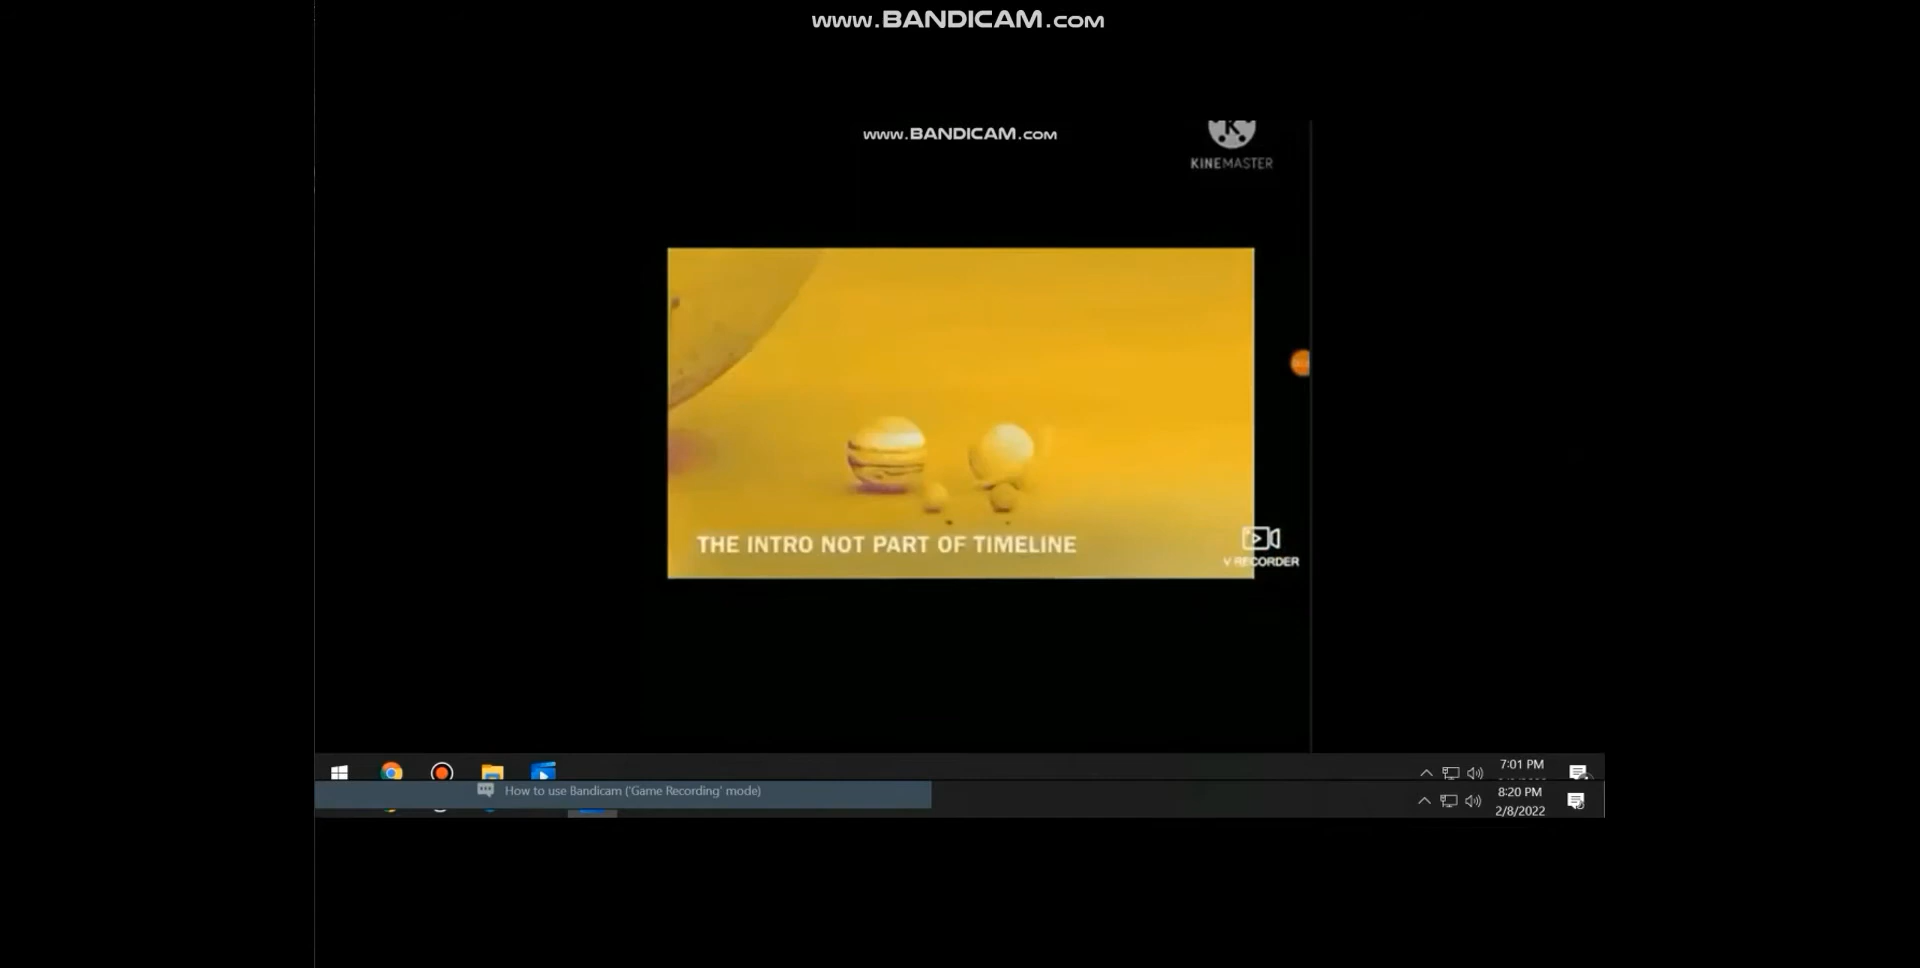 www.BANDICAM.com
www.BANDICAM.com
KINEMASTER
THE INTRO NOT PART OF TIMELINE
V RECORDER
7:01 PM
How to use Bandicam ('Game Recording' mode)
8:20 PM
2/8/2022